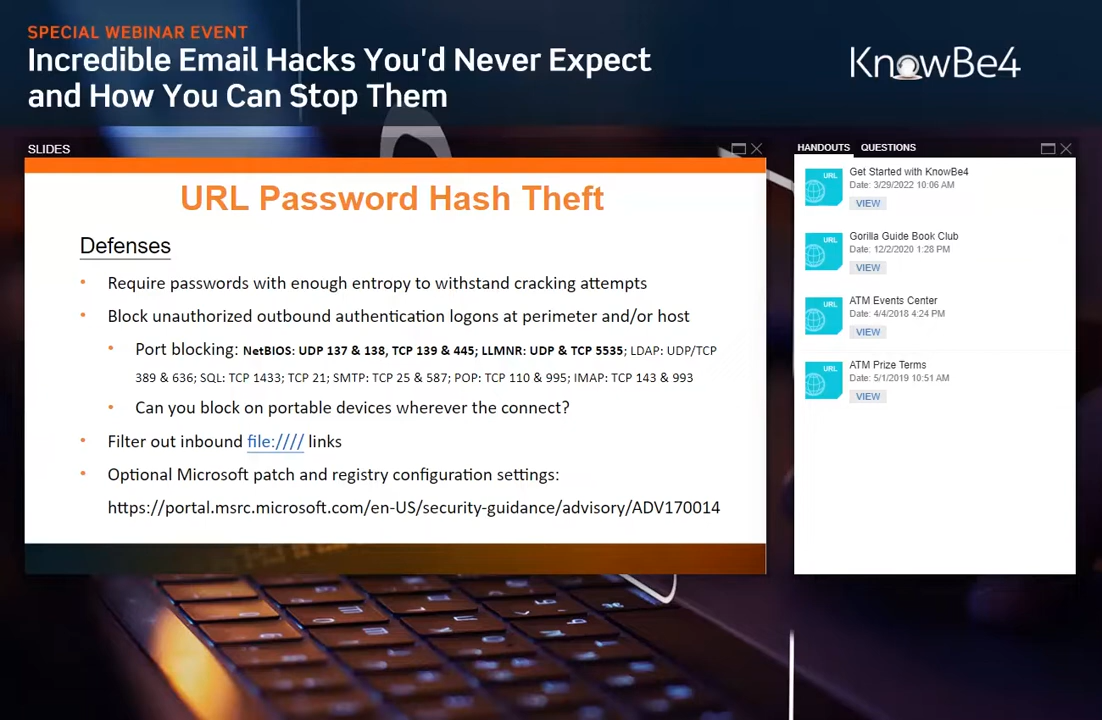 SPECIAL WEBINAR EVENT
Incredible Email Hacks You'd Never Expect
and How You Can Stop Them
KnowBe4
SLIDES
URL Password Hash Theft
Defenses
• Require passwords with enough entropy to withstand cracking attempts
• Block unauthorized outbound authentication logons at perimeter and/or host
• Port blocking: NetBIOS: UDP 137 & 138, TCP 139 & 445; LLMNR: UDP & TCP 5535; LDAP: UDP/TCP
389 & 636; SQL: TCP 1433; TCP 21; SMTP: TCP 25 & 587; POP: TCP 110 & 995; IMAP: TCP 143 & 993
• Can you block on portable devices wherever the connect?
• Filter out inbound file://// links
• Optional Microsoft patch and registry configuration settings:
https://portal.msrc.microsoft.com/en-US/security-guidance/advisory/ADV170014
HANDOUTS QUESTIONS
URL
Get Started with KnowBe4
Date: 3/29/2022 10:06 AM
VIEW
URL
Gorilla Guide Book Club
Date: 12/2/2020 1:28 PM
VIEW
URL
ATM Events Center
Date: 4/4/2018 4:24 PM
VIEW
URL
ATM Prize Terms
Date: 5/1/2019 10:51 AM
VIEW